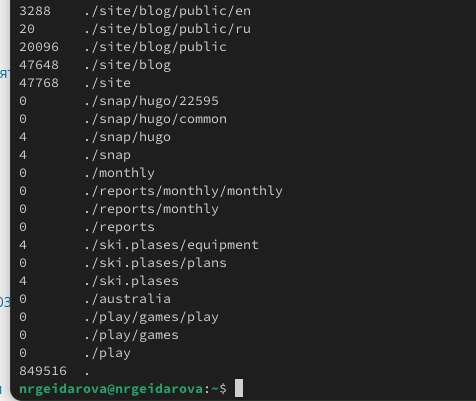 3288    ./site/blog/public/en
20      ./site/blog/public/ru
20096   ./site/blog/public
47648   ./site/blog
47768   ./site
0       ./snap/hugo/22595
0       ./snap/hugo/common
4       ./snap/hugo
4       ./snap
0       ./monthly
0       ./reports/monthly/monthly
0       ./reports/monthly
0       ./reports
4       ./ski.plases/equipment
0       ./ski.plases/plans
4       ./ski.plases
0       ./australia
0       ./play/games/play
0       ./play/games
0       ./play
849516  .
nrgeidarova@nrgeidarova:~$